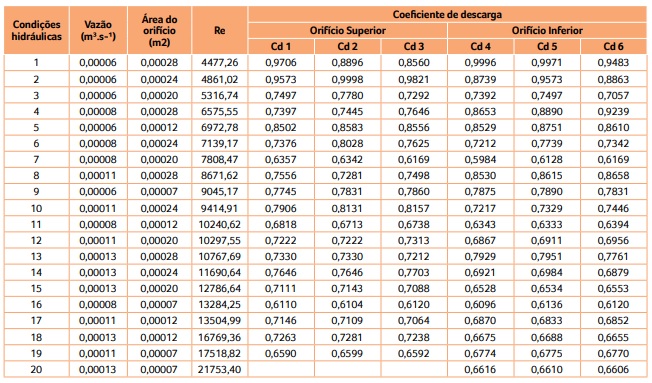 Condições hidráulicas Vazão (m³.s⁻¹) Área do orifício (m2) Re Coeficiente de descarga
Orifício Superior Orifício Inferior
Cd 1 Cd 2 Cd 3 Cd 4 Cd 5 Cd 6
1 0,00006 0,00028 4477,26 0,9706 0,8896 0,8560 0,9996 0,9971 0,9483
2 0,00006 0,00024 4861,02 0,9573 0,9998 0,9821 0,8739 0,9573 0,8863
3 0,00006 0,00020 5316,74 0,7497 0,7780 0,7292 0,7392 0,7497 0,7057
4 0,00008 0,00028 6575,55 0,7397 0,7445 0,7646 0,8653 0,8890 0,9239
5 0,00006 0,00012 6972,78 0,8502 0,8583 0,8556 0,8529 0,8751 0,8610
6 0,00008 0,00024 7139,17 0,7376 0,8028 0,7625 0,7212 0,7739 0,7342
7 0,00008 0,00020 7808,47 0,6357 0,6342 0,6169 0,5984 0,6128 0,6169
8 0,00011 0,00028 8671,62 0,7556 0,7281 0,7498 0,8530 0,8615 0,8658
9 0,00006 0,00007 9045,17 0,7745 0,7831 0,7860 0,7875 0,7890 0,7831
10 0,00011 0,00024 9414,91 0,7906 0,8131 0,8157 0,7217 0,7329 0,7446
11 0,00008 0,00012 10240,62 0,6818 0,6713 0,6738 0,6343 0,6333 0,6394
12 0,00011 0,00020 10297,55 0,7222 0,7222 0,7313 0,6867 0,6911 0,6956
13 0,00013 0,00028 10767,69 0,7330 0,7330 0,7212 0,7929 0,7951 0,7761
14 0,00013 0,00024 11690,64 0,7646 0,7646 0,7703 0,6921 0,6984 0,6879
15 0,00013 0,00020 12786,64 0,7111 0,7143 0,7088 0,6528 0,6534 0,6553
16 0,00008 0,00007 13284,25 0,6110 0,6104 0,6120 0,6096 0,6136 0,6120
17 0,00011 0,00012 13504,99 0,7146 0,7109 0,7064 0,6870 0,6833 0,6852
18 0,00013 0,00012 16769,36 0,7263 0,7281 0,7238 0,6675 0,6688 0,6655
19 0,00011 0,00007 17518,82 0,6590 0,6599 0,6592 0,6774 0,6775 0,6770
20 0,00013 0,00007 21753,40 0,6616 0,6610 0,6606